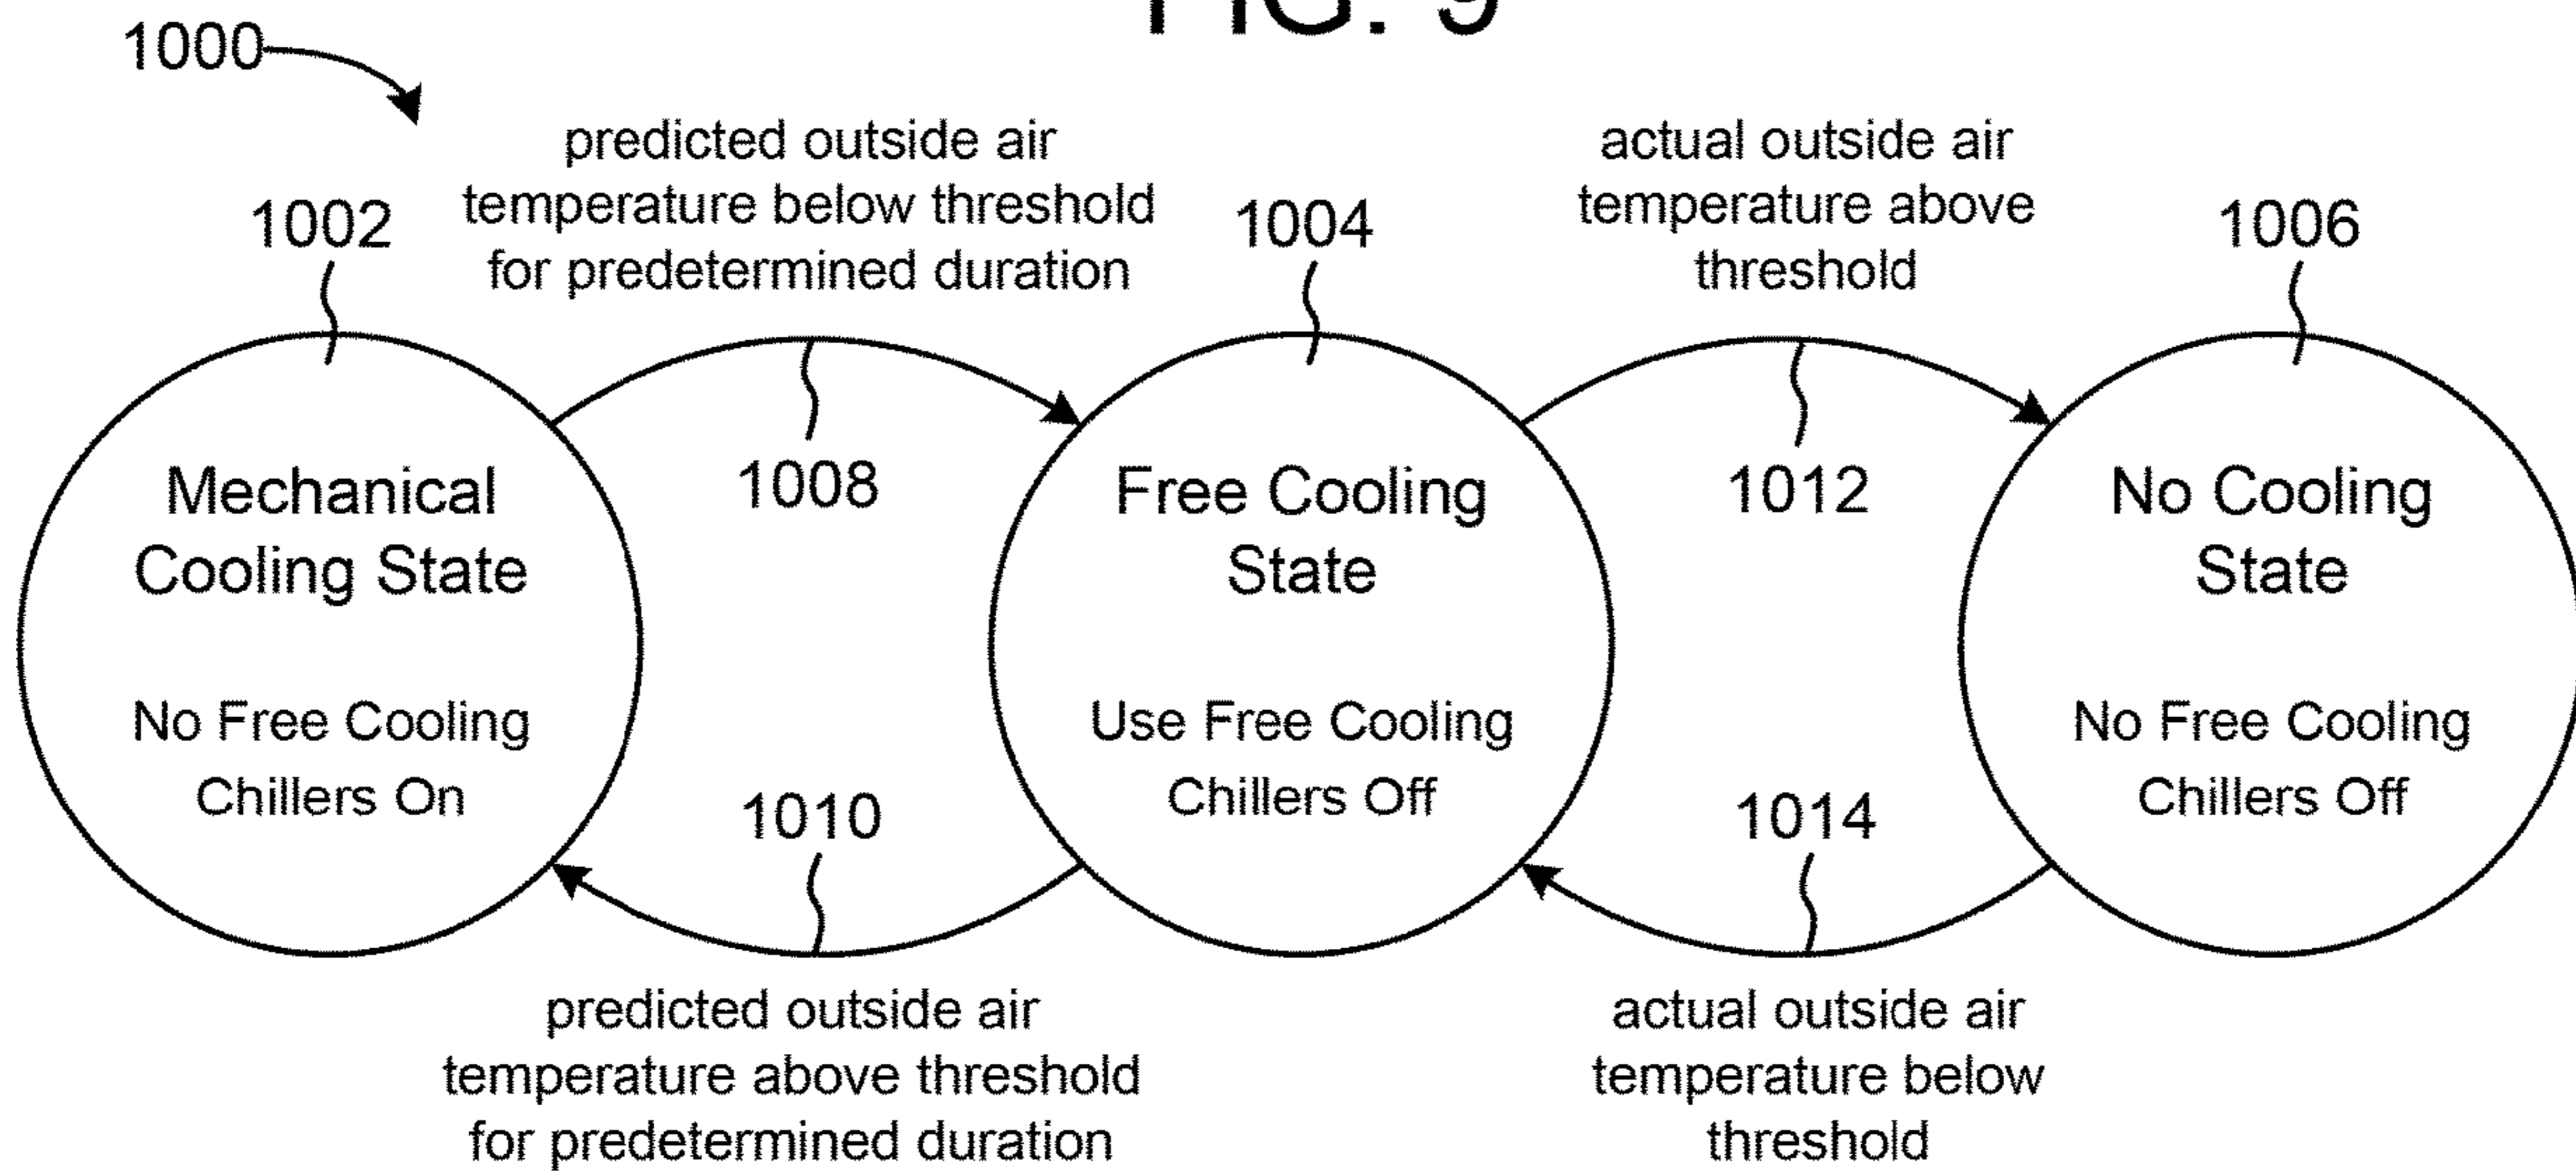 FIG. 9
1000
predicted outside air
temperature below threshold
for predetermined duration
actual outside air
temperature above
threshold
1002
1004
1006
1008
1012
Mechanical
Cooling State
No Free Cooling
Chillers On
Free Cooling
State
Use Free Cooling
Chillers Off
No Cooling
State
No Free Cooling
Chillers Off
1010
1014
predicted outside air
temperature above threshold
for predetermined duration
actual outside air
temperature below
threshold